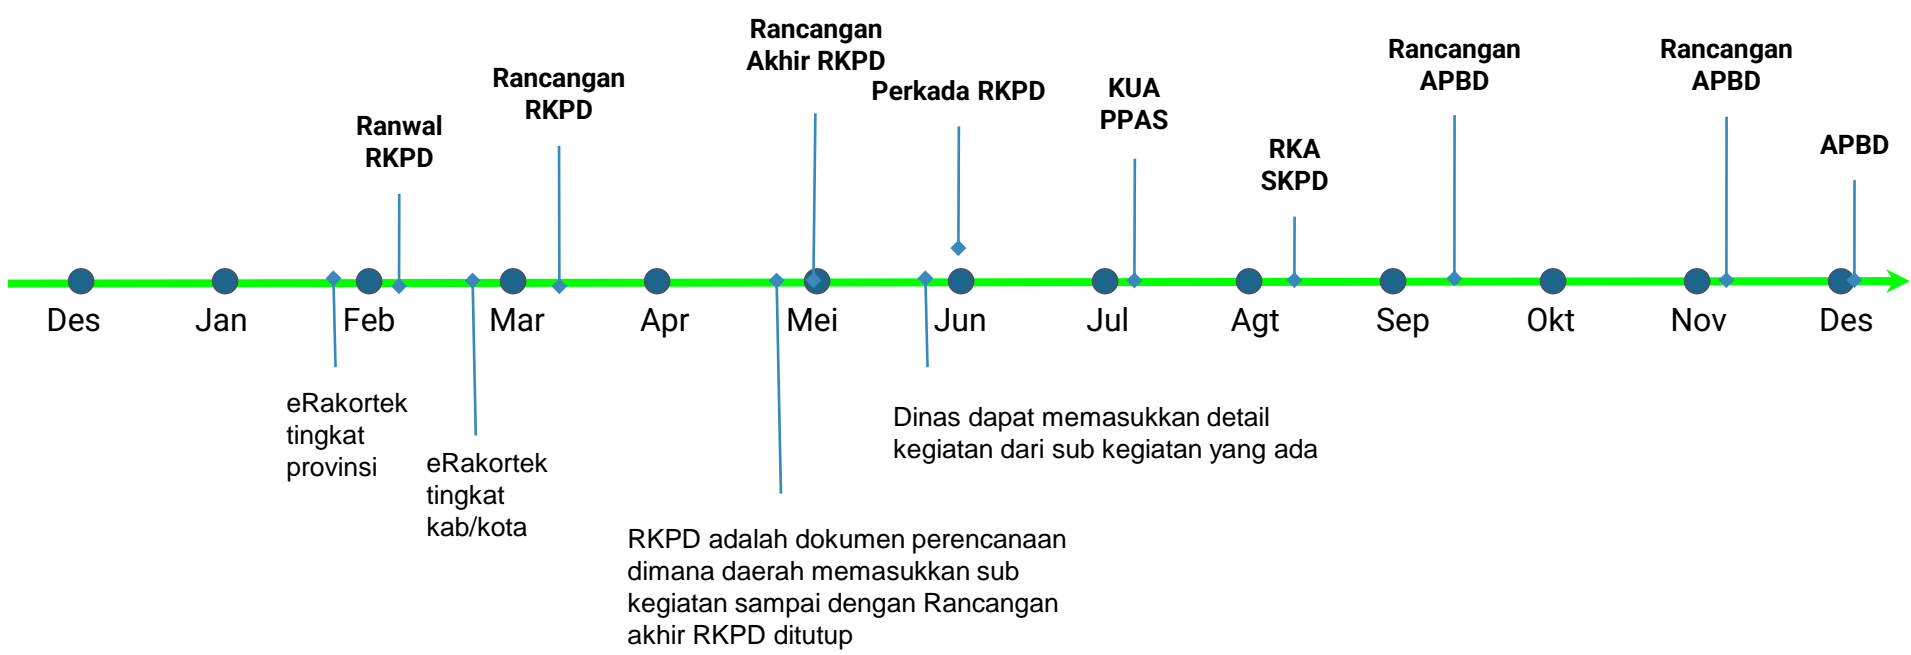 Ranwal
RKPD
Rancangan
RKPD
Rancangan
Akhir RKPD
Perkada RKPD
KUA
PPAS
RKA
SKPD
Rancangan
APBD
Rancangan
APBD
APBD
Des
Jan
Feb
Mar
Apr
Mei
Jun
Jul
Agt
Sep
Okt
Nov
Des
eRakortek
tingkat
provinsi
eRakortek
tingkat
kab/kota
RKPD adalah dokumen perencanaan
dimana daerah memasukkan sub
kegiatan sampai dengan Rancangan
akhir RKPD ditutup
Dinas dapat memasukkan detail
kegiatan dari sub kegiatan yang ada